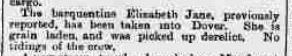 cargo.
The barquentine Elizabeth Jane, previously
reported, has been taken into Dover. She is
grain laden, and was picked up derelict. No
tidings of the crew.